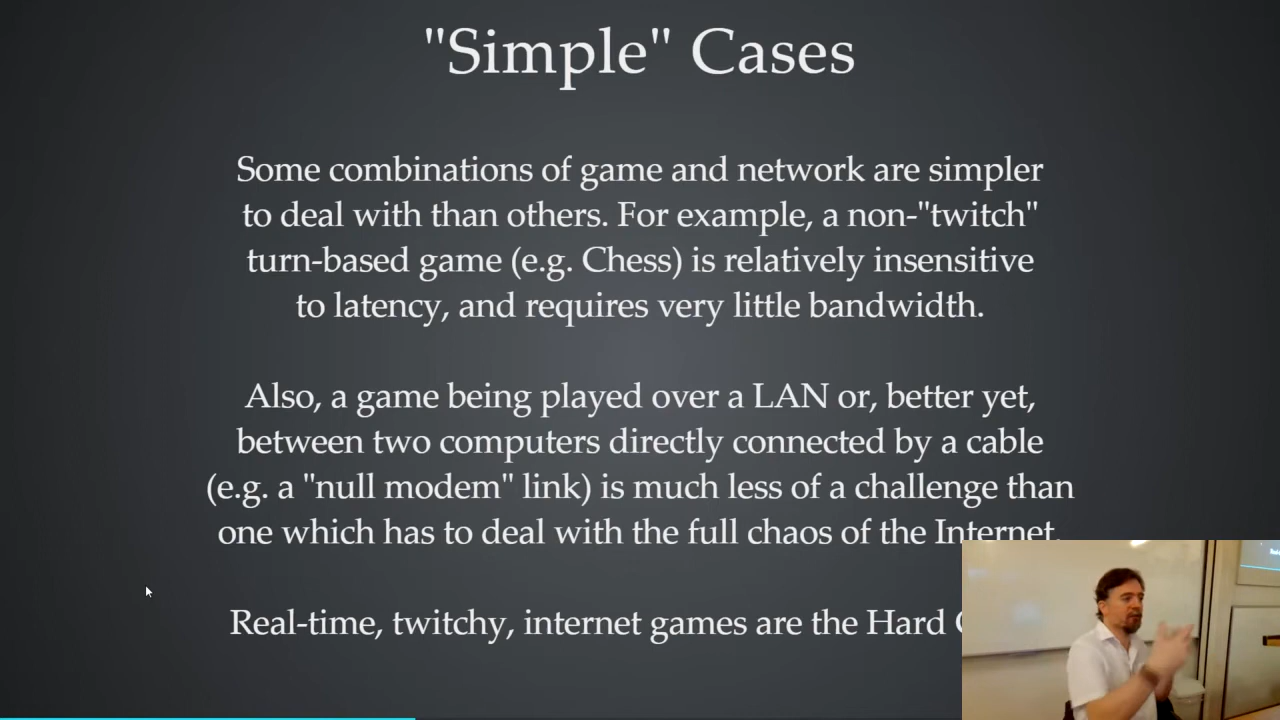 "Simple" Cases
Some combinations of game and network are simpler
to deal with than others. For example, a non-"twitch"
turn-based game (e.g. Chess) is relatively insensitive
to latency, and requires very little bandwidth.
Also, a game being played over a LAN or, better yet,
between two computers directly connected by a cable
(e.g. a "null modem" link) is much less of a challenge than
one which has to deal with the full chaos of the Internet.
Real-time, twitchy, internet games are the Hard